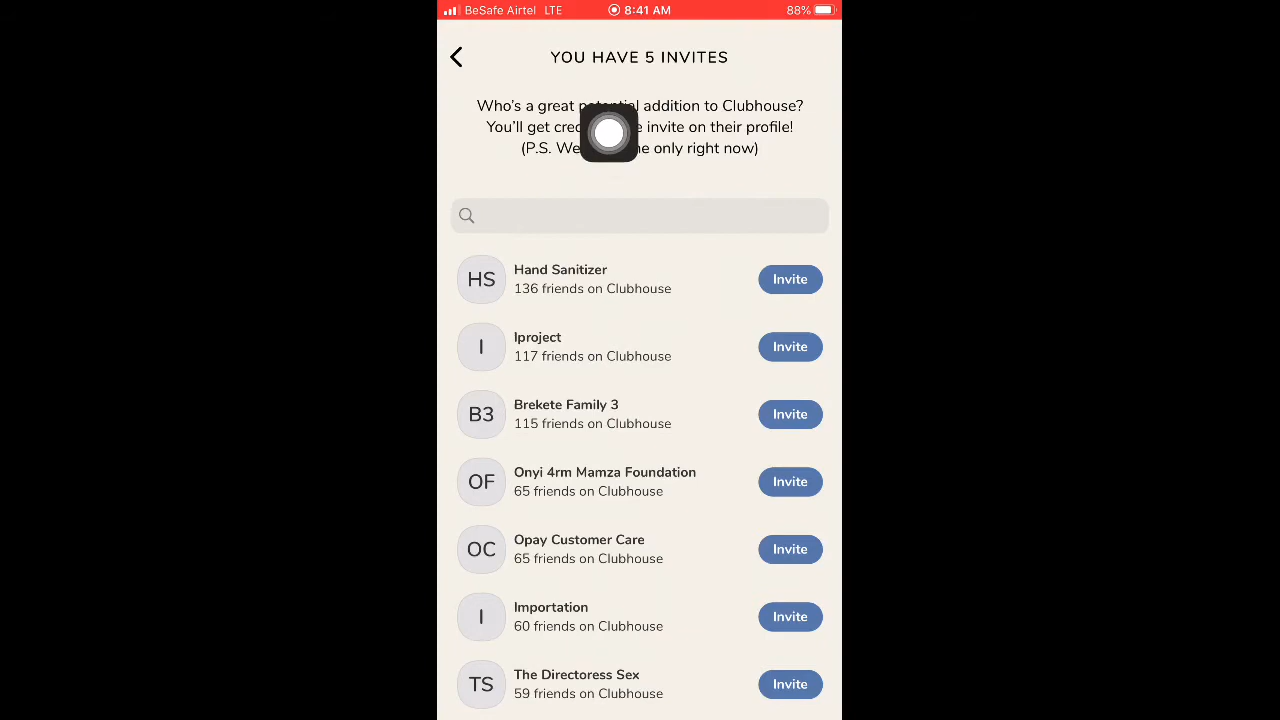 BeSafe Airtel LTE 8:41 AM 88%
YOU HAVE 5 INVITES
Who's a great potential addition to Clubhouse?
You'll get invite on their profile!
(P.S. We only right now)
HS Hand Sanitizer
136 friends on Clubhouse
Invite
I Iproject
117 friends on Clubhouse
Invite
B3 Brekete Family 3
115 friends on Clubhouse
Invite
OF Onyi 4rm Mamza Foundation
65 friends on Clubhouse
Invite
OC Opay Customer Care
65 friends on Clubhouse
Invite
I Importation
60 friends on Clubhouse
Invite
TS The Directoress Sex
59 friends on Clubhouse
Invite